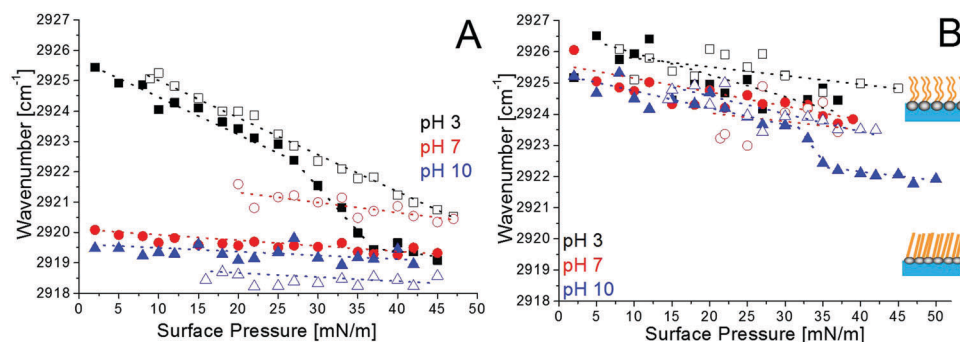 A
2927
2926
2925
2924
2923
2922
2921
2920
2919
2918
Wavenumber [cm⁻¹]
pH 3
pH 7
pH 10
0 5 10 15 20 25 30 35 40 45 50
Surface Pressure [mN/m]
B
2927
2926
2925
2924
2923
2922
2921
2920
2919
2918
Wavenumber [cm⁻¹]
pH 3
pH 7
pH 10
0 5 10 15 20 25 30 35 40 45 50
Surface Pressure [mN/m]